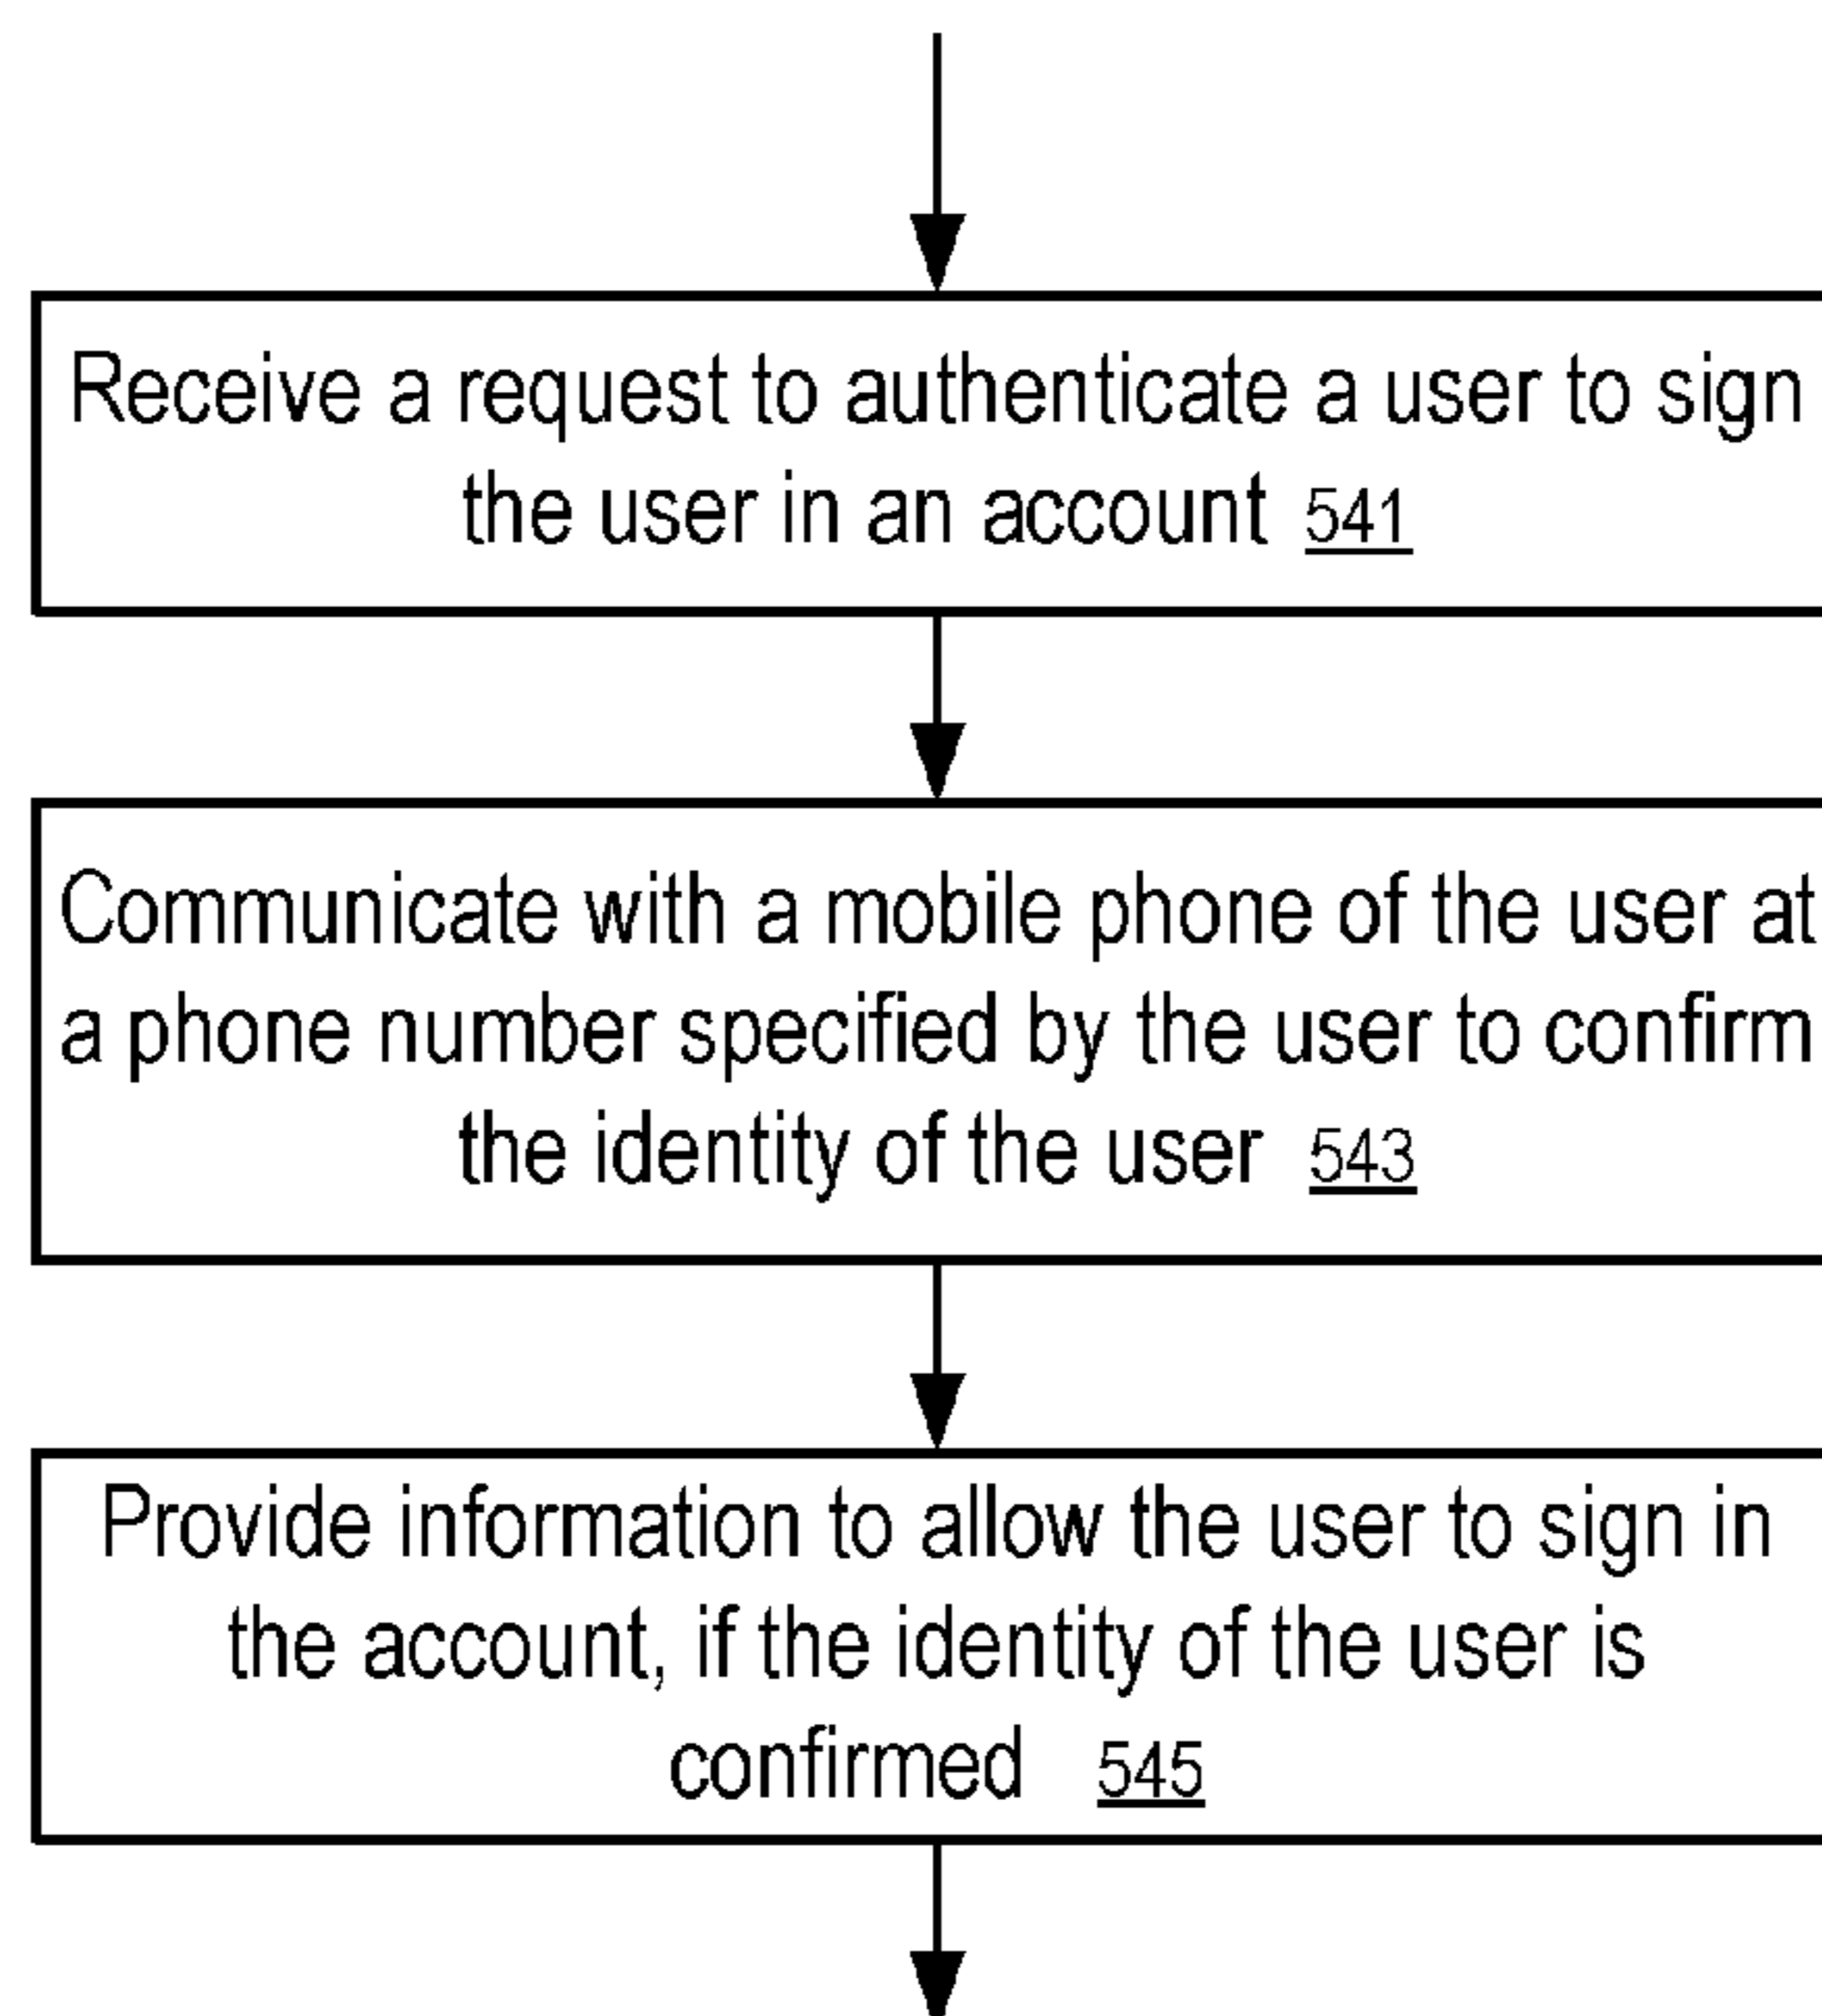 Receive a request to authenticate a user to sign
the user in an account 541
Communicate with a mobile phone of the user at
a phone number specified by the user to confirm
the identity of the user 543
Provide information to allow the user to sign in
the account, if the identity of the user is
confirmed 545